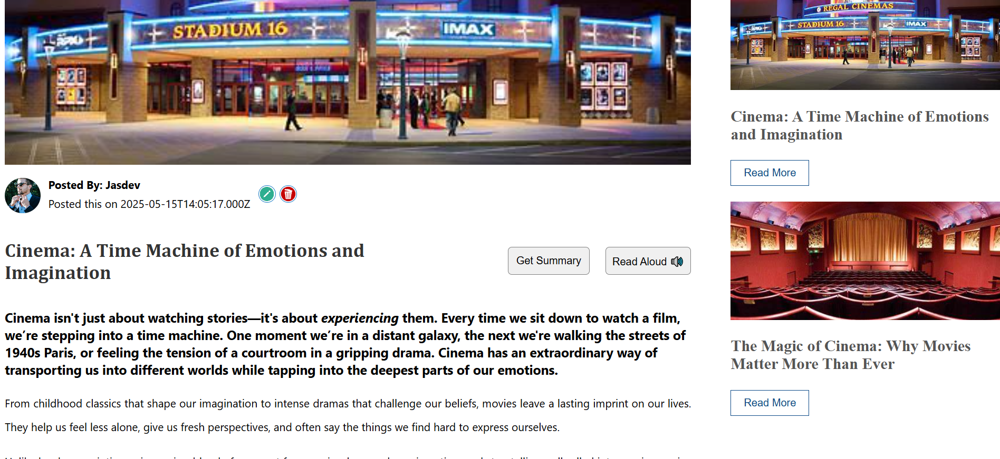 STADIUM 16
IMAX
RPX
Posted By: Jasdev
Posted this on 2025-05-15T14:05:17.000Z
Cinema: A Time Machine of Emotions and
Imagination
Get Summary
Read Aloud
Cinema isn't just about watching stories—it's about experiencing them. Every time we sit down to watch a film,
we’re stepping into a time machine. One moment we’re in a distant galaxy, the next we're walking the streets of
1940s Paris, or feeling the tension of a courtroom in a gripping drama. Cinema has an extraordinary way of
transporting us into different worlds while tapping into the deepest parts of our emotions.
From childhood classics that shape our imagination to intense dramas that challenge our beliefs, movies leave a lasting imprint on our lives.
They help us feel less alone, give us fresh perspectives, and often say the things we find hard to express ourselves.
REGAL CINEMAS
STADIUM 16
IMAX
Cinema: A Time Machine of Emotions
and Imagination
Read More
The Magic of Cinema: Why Movies
Matter More Than Ever
Read More